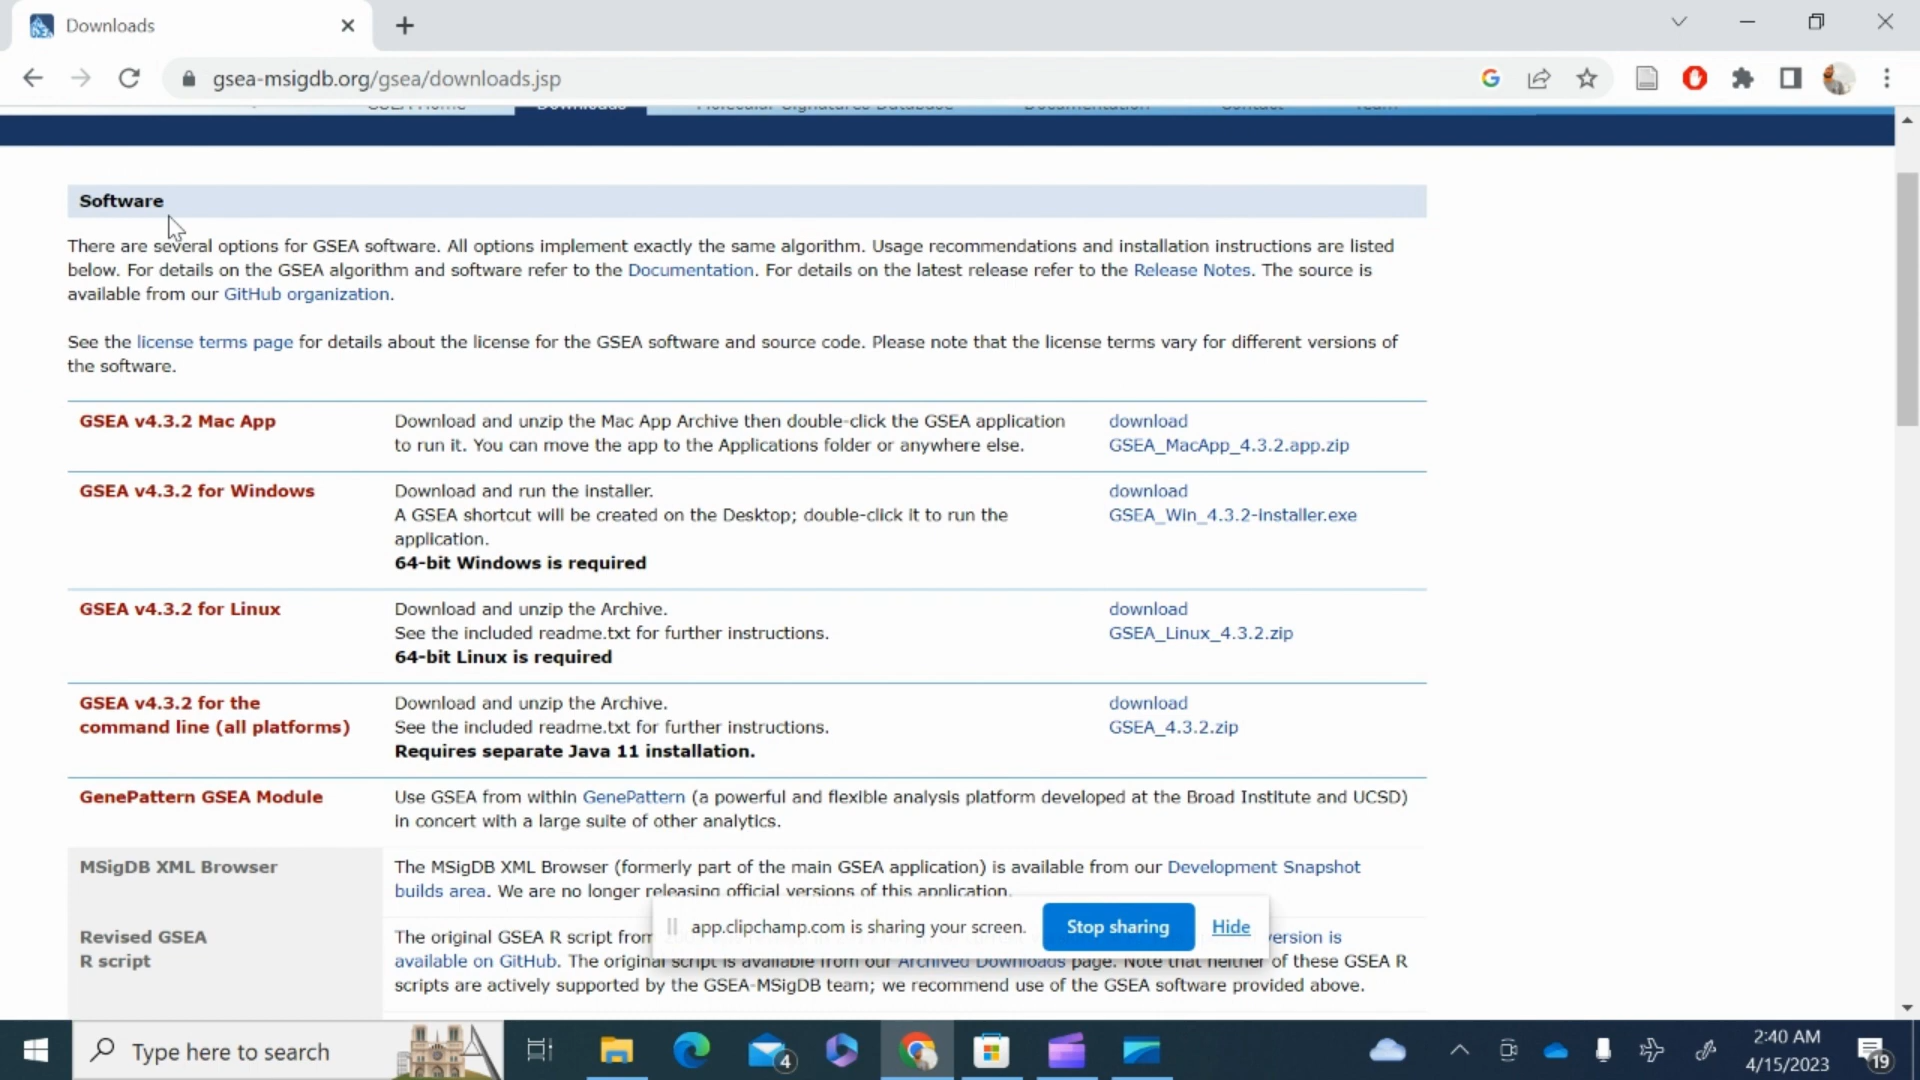 Downloads
gsea-msigdb.org/gsea/downloads.jsp
GSEA Home Downloads Molecular Signatures Database Documentation Contact Team
Software
There are several options for GSEA software. All options implement exactly the same algorithm. Usage recommendations and installation instructions are listed
below. For details on the GSEA algorithm and software refer to the Documentation. For details on the latest release refer to the Release Notes. The source is
available from our GitHub organization.
See the license terms page for details about the license for the GSEA software and source code. Please note that the license terms vary for different versions of
the software.
GSEA v4.3.2 Mac App
Download and unzip the Mac App Archive then double-click the GSEA application
to run it. You can move the app to the Applications folder or anywhere else.
download
GSEA_MacApp_4.3.2.app.zip
GSEA v4.3.2 for Windows
Download and run the installer.
A GSEA shortcut will be created on the Desktop; double-click it to run the
application.
64-bit Windows is required
download
GSEA_Win_4.3.2-installer.exe
GSEA v4.3.2 for Linux
Download and unzip the Archive.
See the included readme.txt for further instructions.
64-bit Linux is required
download
GSEA_Linux_4.3.2.zip
GSEA v4.3.2 for the
command line (all platforms)
Download and unzip the Archive.
See the included readme.txt for further instructions.
Requires separate Java 11 installation.
download
GSEA_4.3.2.zip
GenePattern GSEA Module
Use GSEA from within GenePattern (a powerful and flexible analysis platform developed at the Broad Institute and UCSD)
in concert with a large suite of other analytics.
MSigDB XML Browser
The MSigDB XML Browser (formerly part of the main GSEA application) is available from our Development Snapshot
builds area. We are no longer releasing official versions of this application.
Revised GSEA
R script
The original GSEA R script from version is
available on GitHub. The original script is available from our Archived Downloads page. Note that neither of these GSEA R
scripts are actively supported by the GSEA-MSigDB team; we recommend use of the GSEA software provided above.
app.clipchamp.com is sharing your screen.
Stop sharing
Hide
Type here to search
4
2:40 AM
4/15/2023
19